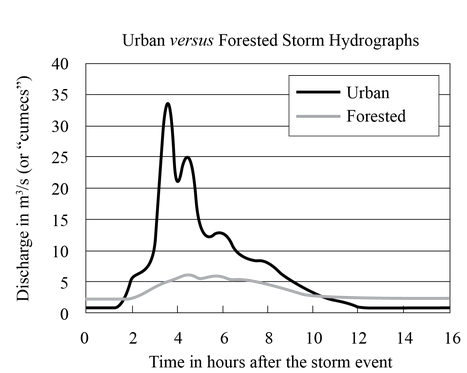 Urban versus Forested Storm Hydrographs
Discharge in m³/s (or “cumecs”)
40
35
30
25
20
15
10
5
0
Urban
Forested
0 2 4 6 8 10 12 14 16
Time in hours after the storm event